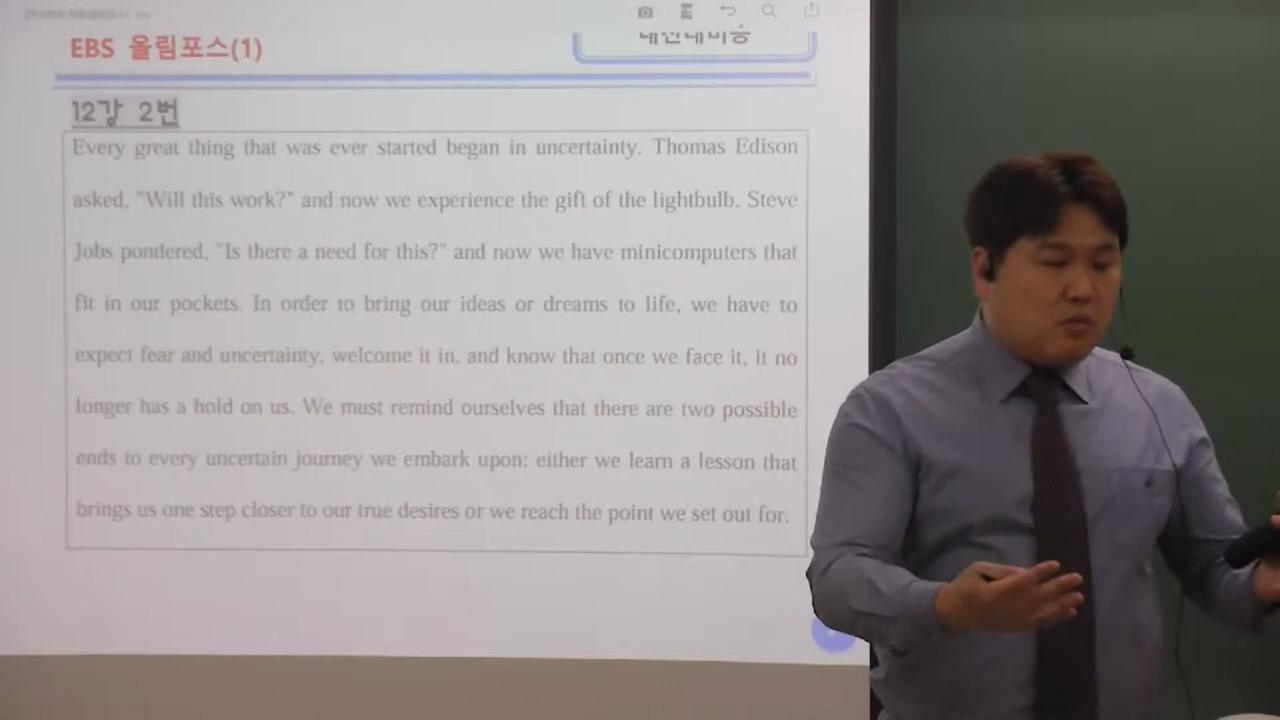 EBS 올림포스(1)
12강 2번
Every great thing that was ever started began in uncertainty. Thomas Edison
asked, "Will this work?" and now we experience the gift of the lightbulb. Steve
Jobs pondered, "Is there a need for this?" and now we have minicomputers that
fit in our pockets. In order to bring our ideas or dreams to life, we have to
expect fear and uncertainty, welcome it in, and know that once we face it, it no
longer has a hold on us. We must remind ourselves that there are two possible
ends to every uncertain journey we embark upon: either we learn a lesson that
brings us one step closer to our true desires or we reach the point we set out for.